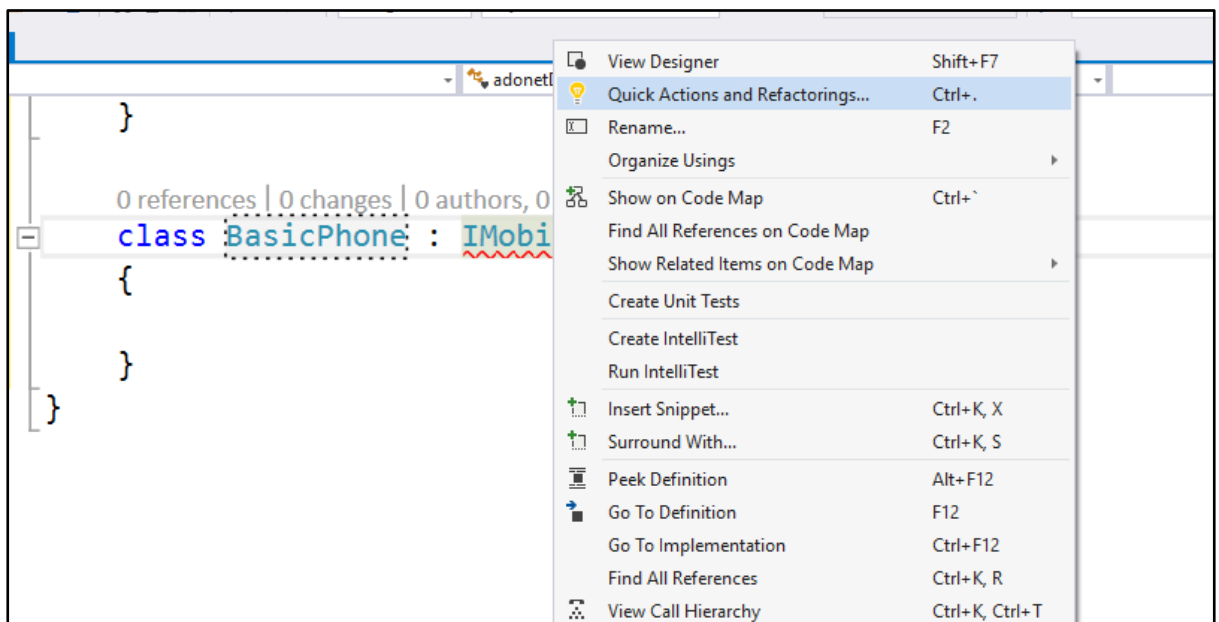 View Designer Shift+F7
adonet
Quick Actions and Refactorings... Ctrl+.
}
Rename... F2
Organize Usings
0 references | 0 changes | 0 authors, 0
Show on Code Map Ctrl+`
class BasicPhone : IMobi
Find All References on Code Map
{
Show Related Items on Code Map
Create Unit Tests
Create IntelliTest
}
Run IntelliTest
}
Insert Snippet... Ctrl+K, X
Surround With... Ctrl+K, S
Peek Definition Alt+F12
Go To Definition F12
Go To Implementation Ctrl+F12
Find All References Ctrl+K, R
View Call Hierarchy Ctrl+K, Ctrl+T